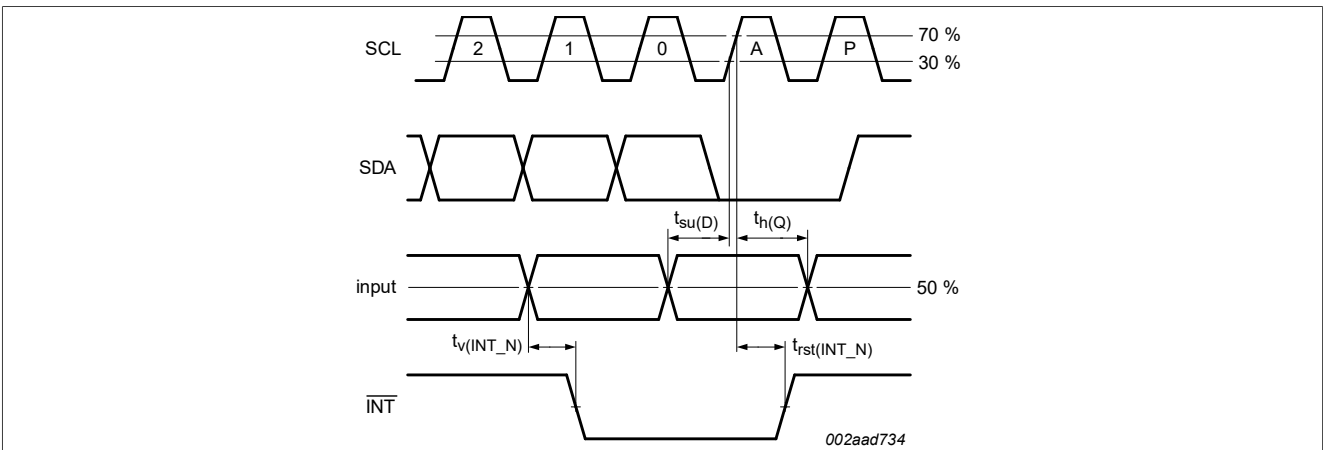 SCL 2 1 0 A P 70 %
30 %
SDA
tsu(D) th(Q)
input 50 %
tv(INT_N) trst(INT_N)
INT
002aad734